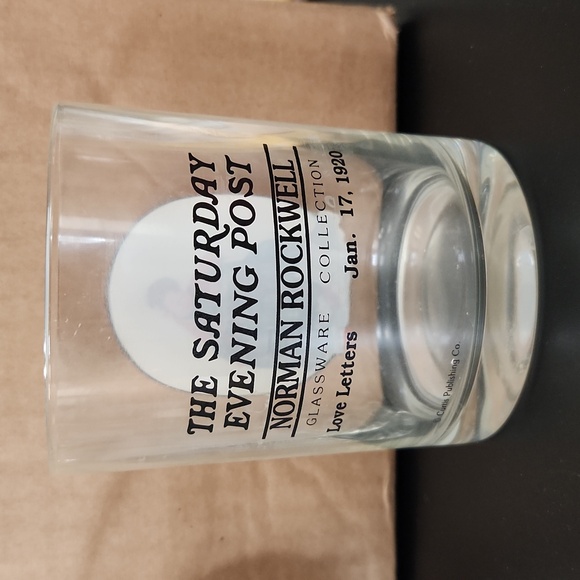 THE SATURDAY
EVENING POST
NORMAN ROCKWELL
GLASSWARE COLLECTION
Love Letters Jan. 17, 1920
Curtis Publishing Co.